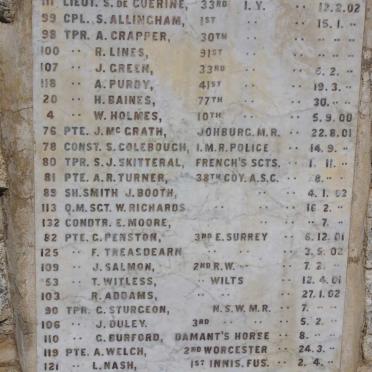 111 LIEUT. S. de GUERINE, 33RD I.Y. 12.2.02
99 CPL. S. ALLINGHAM, 1ST " " 15.1. "
98 TPR. A. CRAPPER, 30TH " " "
100 " R. LINES, 91ST " "
107 " J. GREEN, 33RD " " 6.2. "
118 " A. PURDY, 41ST " " 19.3. "
20 " H. BAINES, 77TH " " 30. "
4 " W. HOLMES, 10TH " " 5.9.00
76 PTE. J. McGRATH, JOHBURG. M.R. 22.8.01
78 CONST. S. COLEBOUGH, I.M.R. POLICE 14.9. "
80 TPR. S.J. SKITTERAL, FRENCH'S SCTS. 1.11. "
81 PTE. A.R. TURNER, 38TH COY. A.S.C. 8. "
89 SH. SMITH J. BOOTH, " " 4.1.02
113 Q.M. SCT. W. RICHARDS " " 16.2. "
132 CONDTR. E. MOORE, " " 7. "
82 PTE. G. PENSTON, 3RD E. SURREY 6.12.01
125 " F. TREASDEARN " " 3.5.02
109 " J. SALMON, 2ND R.W. " 7.2. "
53 " T. WITLESS, " WILTS 12.4.01
103 " R. ADDAMS, " " 27.1.02
90 TPR. C. STURGEON, N.S.W.M.R. 7. "
106 " J. DULEY. 3RD " " 5.2. "
110 " G. BURFORD, DAMANT'S HORSE 8. "
119 PTE. A. WELCH, 2ND WORCESTER 24.3. "
121 " L. NASH, 1ST INNIS. FUS. 2.4. "